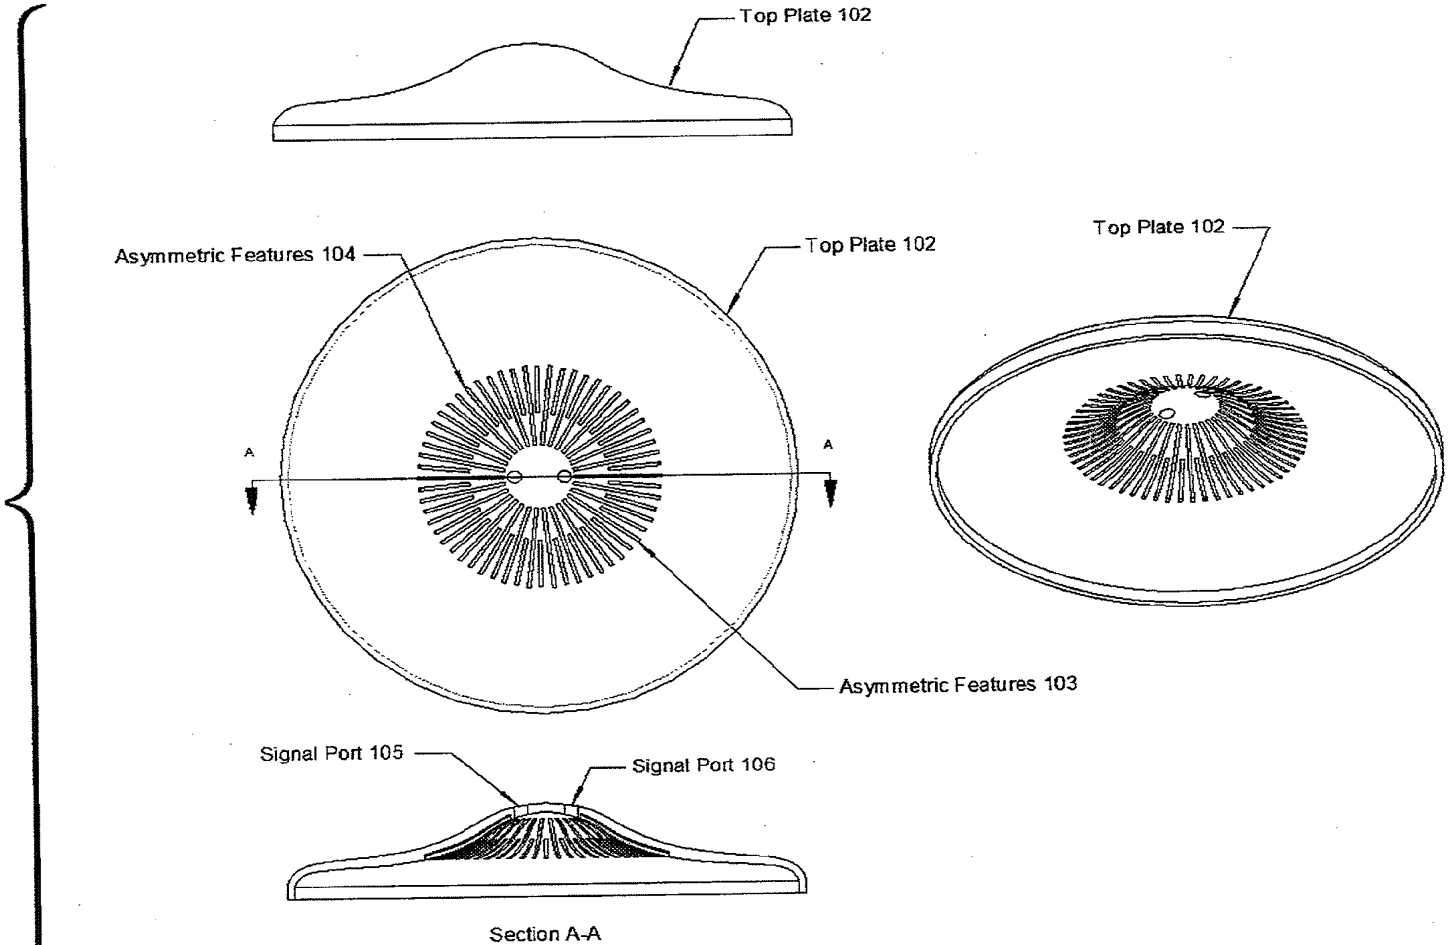 Top Plate 102
Asymmetric Features 104
Top Plate 102
Top Plate 102
A
A
Asymmetric Features 103
Signal Port 105
Signal Port 106
Section A-A